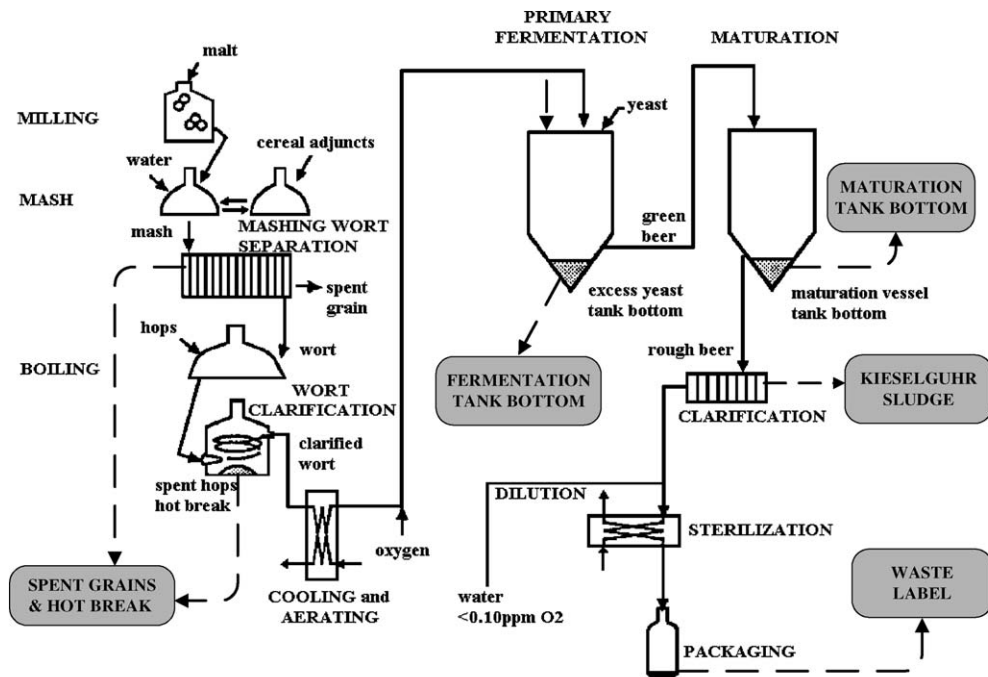 PRIMARY
FERMENTATION
MATURATION
malt
MILLING
yeast
water
cereal adjuncts
MASH
MASHING WORT
SEPARATION
mash
green
beer
MATURATION
TANK BOTTOM
spent
grain
excess yeast
tank bottom
maturation vessel
tank bottom
hops
wort
BOILING
rough beer
FERMENTATION
TANK BOTTOM
KIESELGUHR
SLUDGE
WORT
CLARIFICATION
CLARIFICATION
clarified
wort
spent hops
hot break
DILUTION
STERILIZATION
oxygen
SPENT GRAINS
& HOT BREAK
COOLING and
AERATING
water
<0.10ppm O2
WASTE
LABEL
PACKAGING